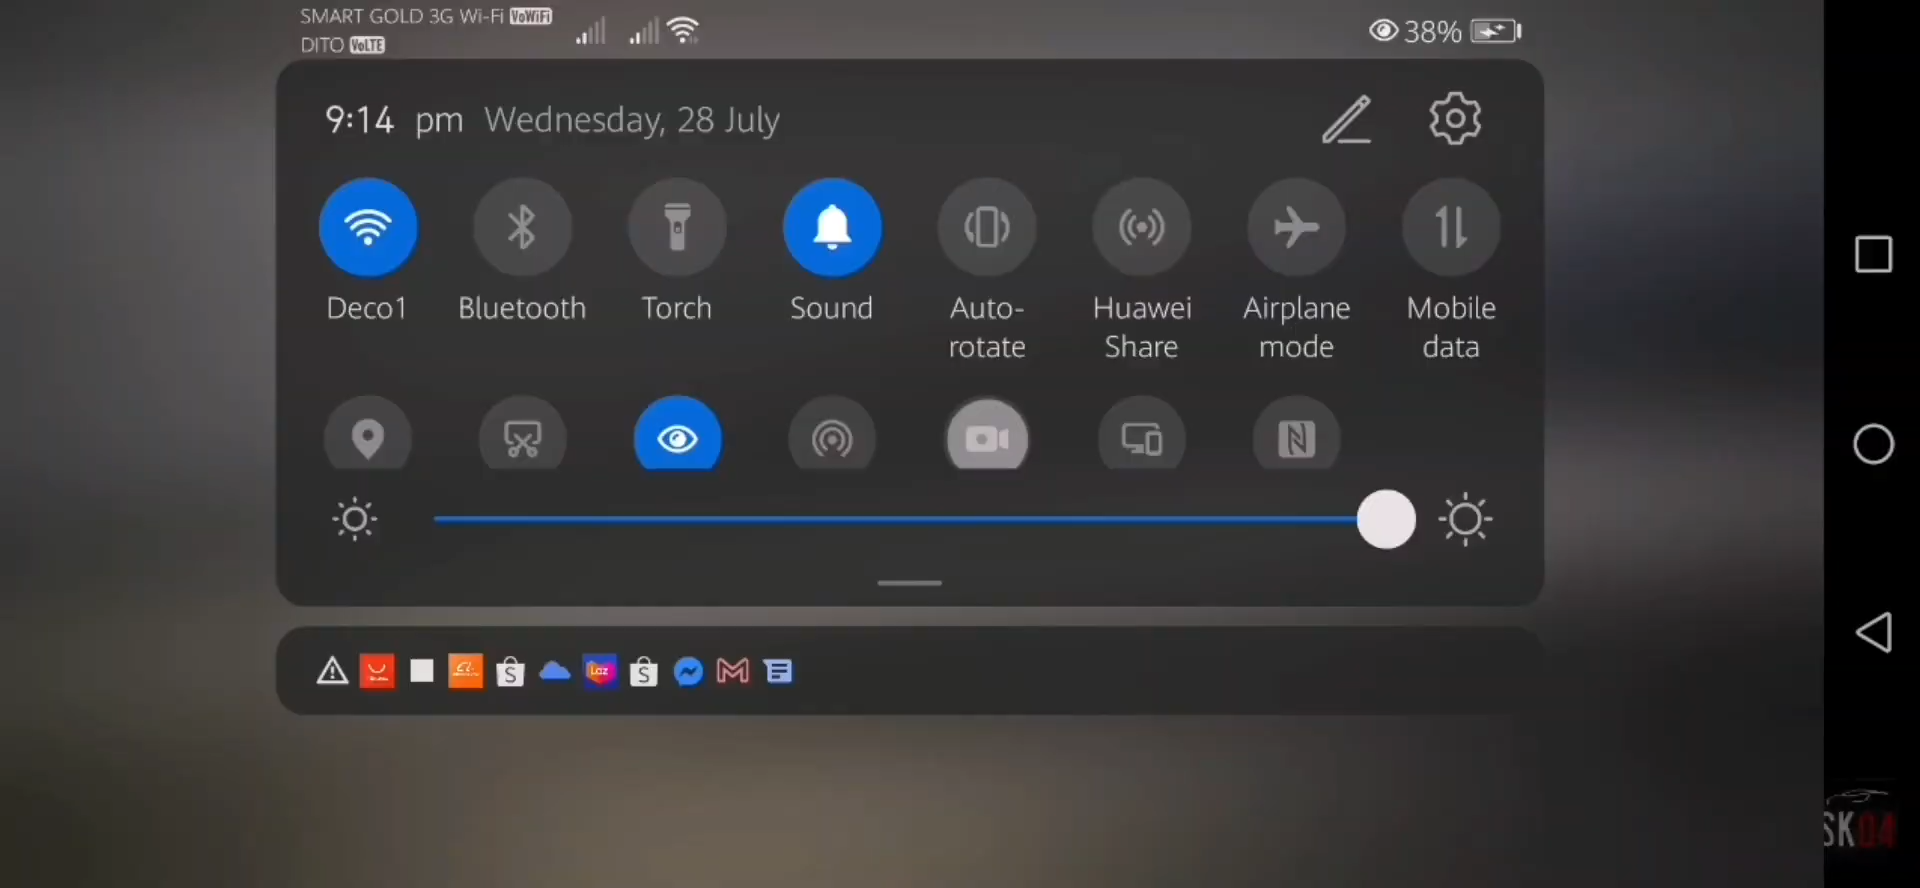 SMART GOLD 3G Wi-Fi VoWiFi
DITO VoLTE
38%
9:14 pm Wednesday, 28 July
Deco1
Bluetooth
Torch
Sound
Auto-
rotate
Huawei
Share
Airplane
mode
Mobile
data
Laz
SK04